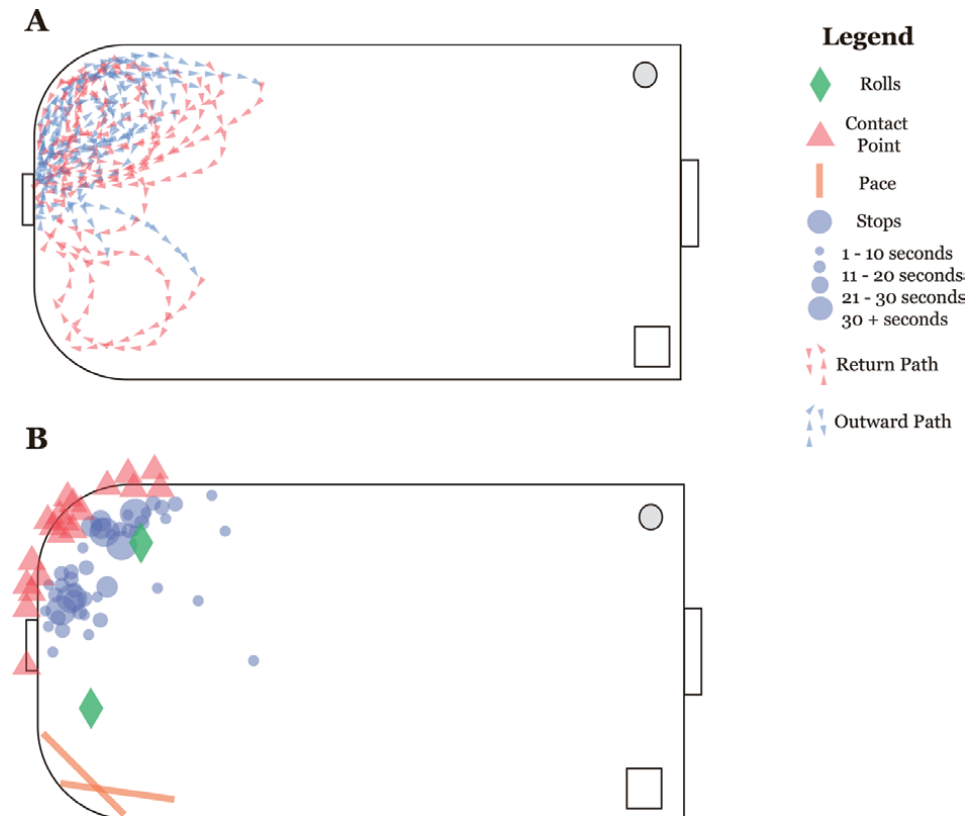 A
Legend
Rolls
Contact
Point
Pace
Stops
1 - 10 seconds
11 - 20 seconds
21 - 30 seconds
30 + seconds
Return Path
Outward Path
B